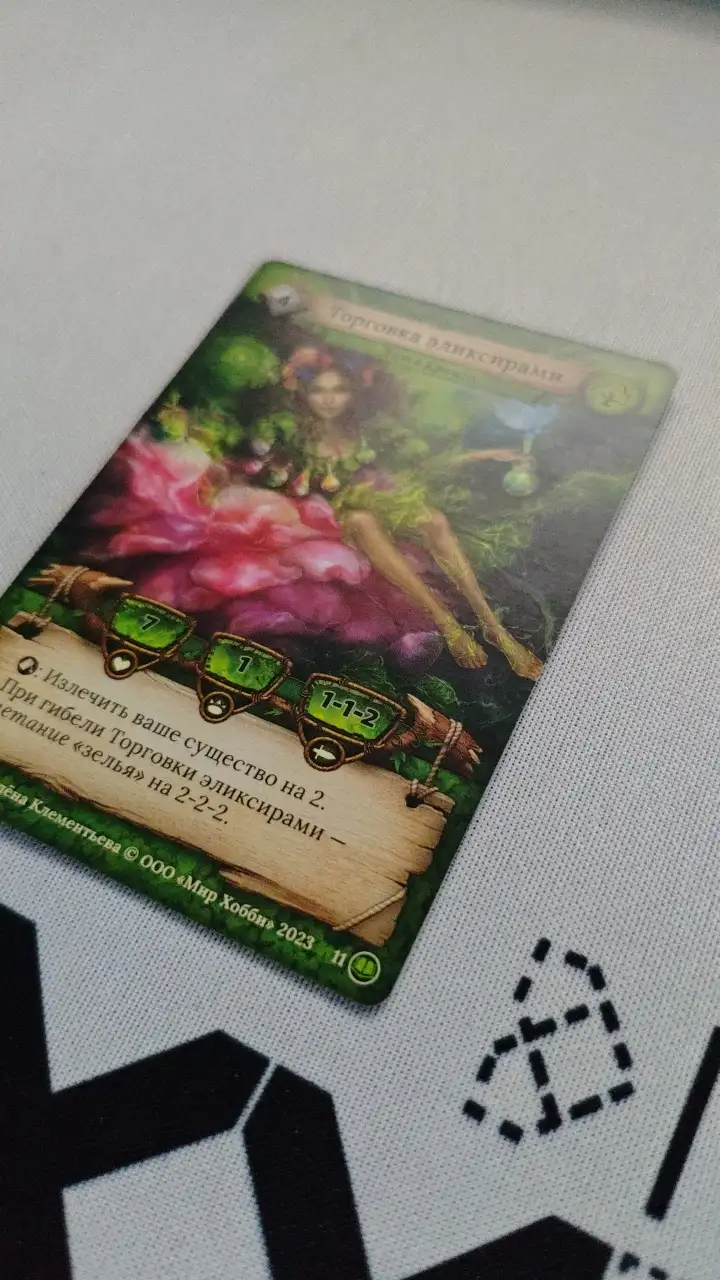 4
Торговка эликсирами
7
1
1-1-2
: Излечить ваше существо на 2.
При гибели Торговки эликсирами –
метание «зелья» на 2-2-2.
Клементьева © ООО «Мир Хобби» 2023
11